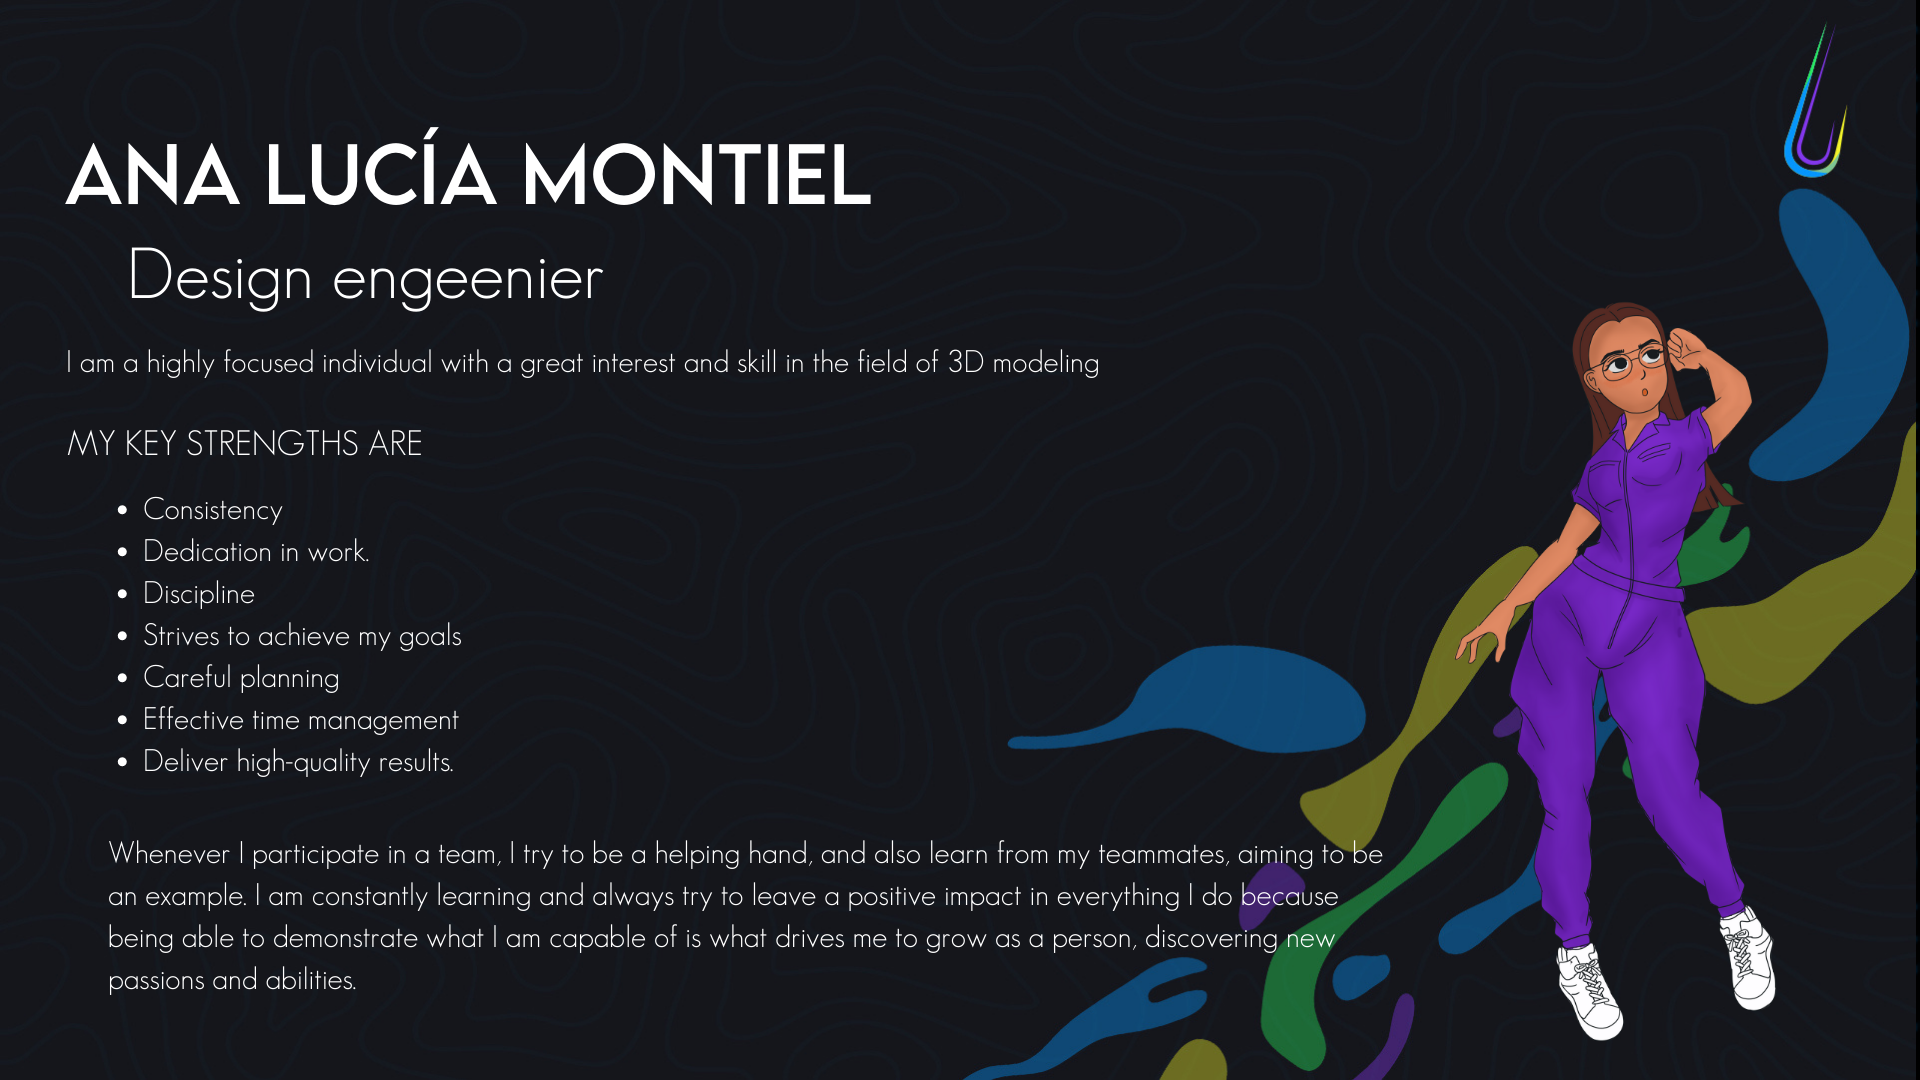 ANA LUCÍA MONTIEL
Design engeenier
I am a highly focused individual with a great interest and skill in the field of 3D modeling
MY KEY STRENGTHS ARE
• Consistency
• Dedication in work.
• Discipline
• Strives to achieve my goals
• Careful planning
• Effective time management
• Deliver high-quality results.
Whenever I participate in a team, I try to be a helping hand, and also learn from my teammates, aiming to be
an example. I am constantly learning and always try to leave a positive impact in everything I do because
being able to demonstrate what I am capable of is what drives me to grow as a person, discovering new
passions and abilities.